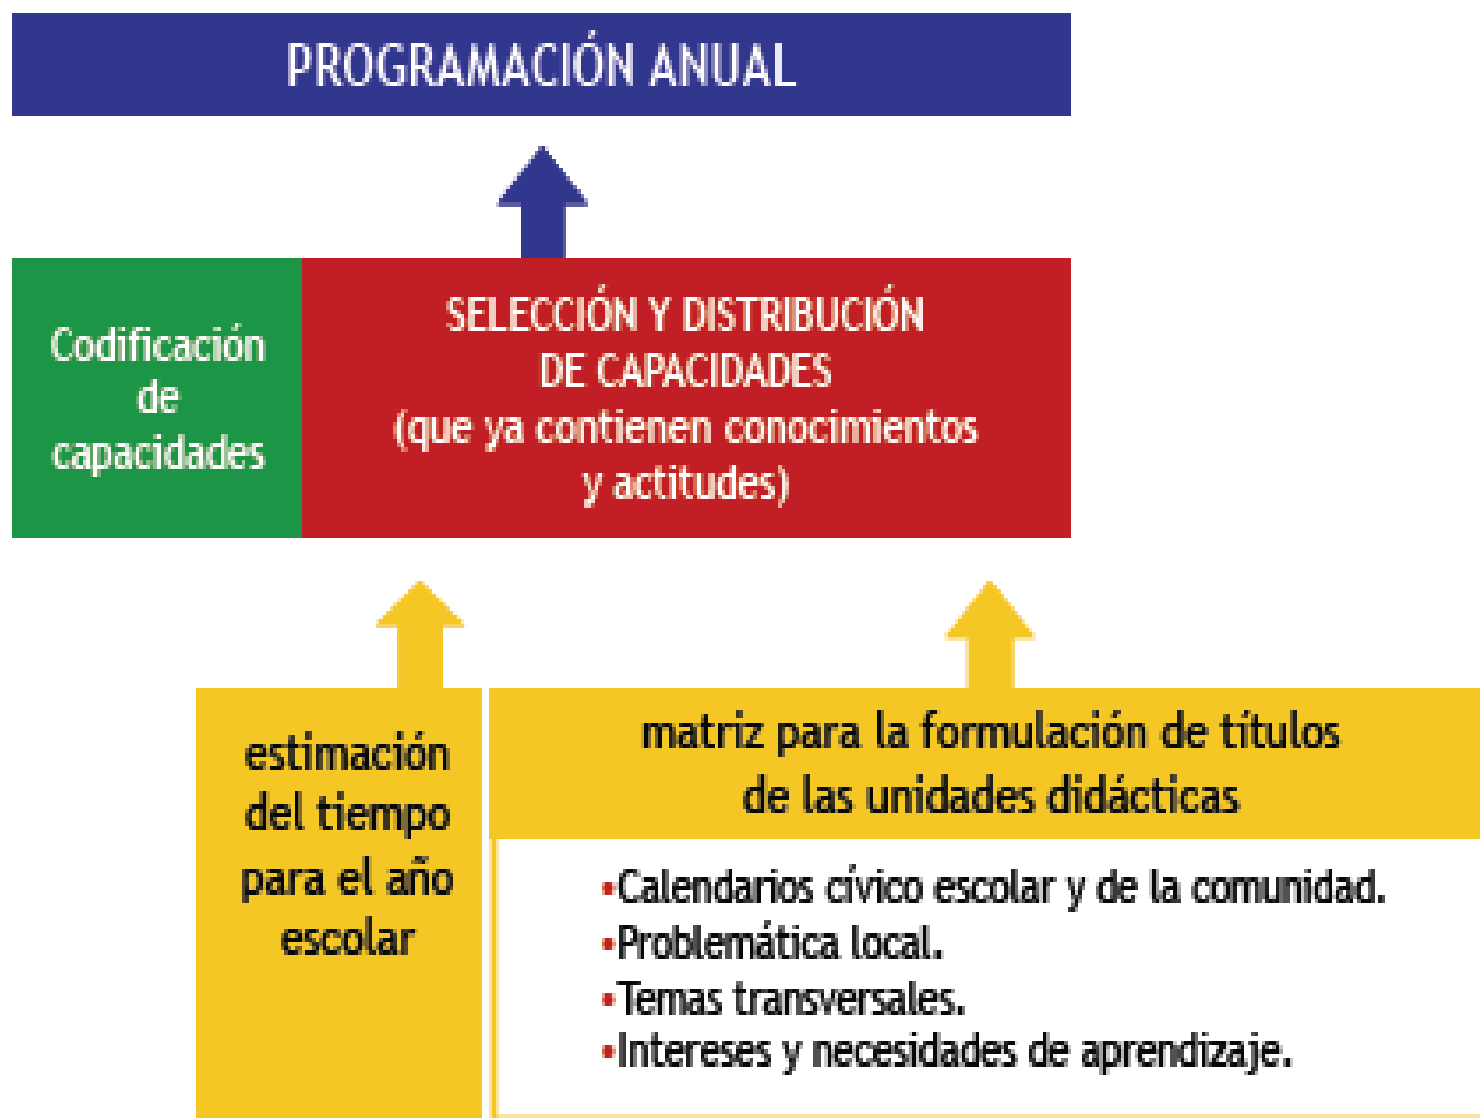 PROGRAMACIÓN ANUAL
Codificación
de
capacidades
SELECCIÓN Y DISTRIBUCIÓN
DE CAPACIDADES
(que ya contienen conocimientos
y actitudes)
estimación
del tiempo
para el año
escolar
matriz para la formulación de títulos
de las unidades didácticas
•Calendarios cívico escolar y de la comunidad.
•Problemática local.
•Temas transversales.
•Intereses y necesidades de aprendizaje.